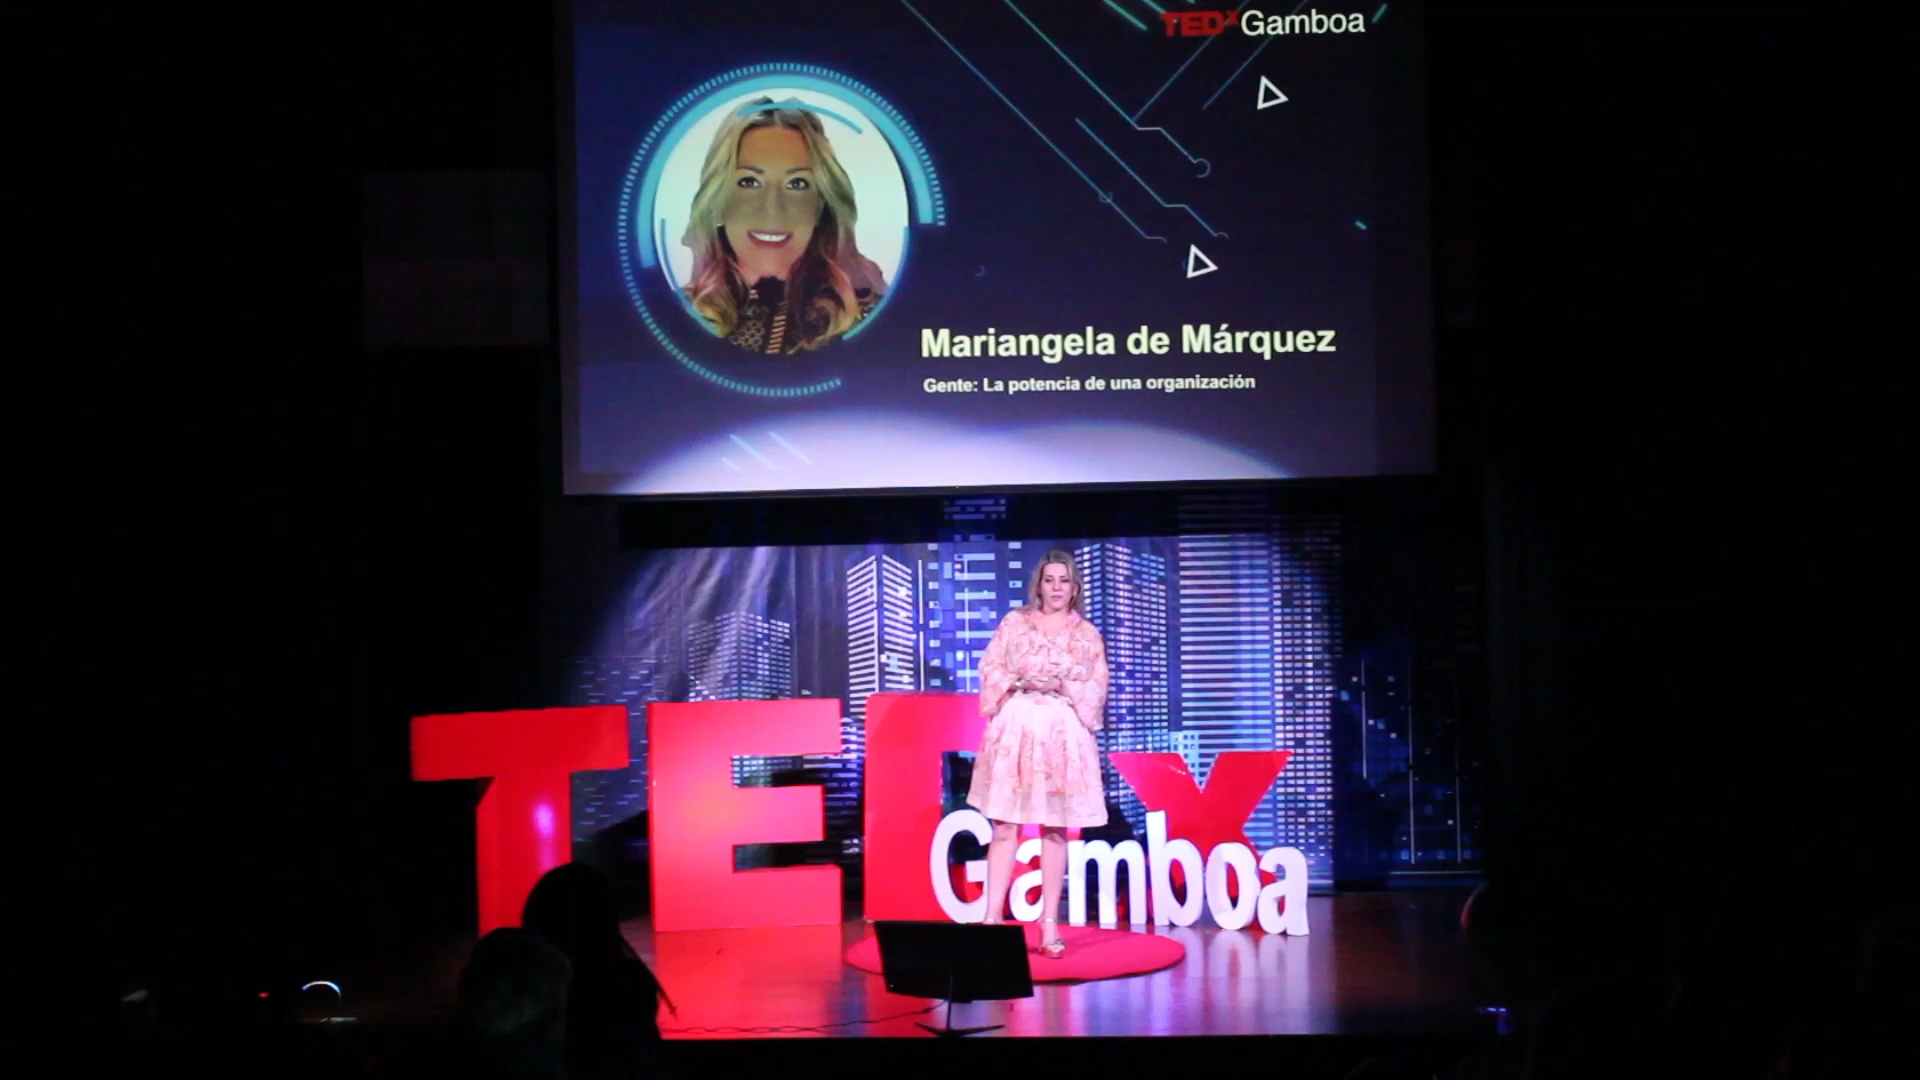 TEDxGamboa
Mariangela de Márquez
Gente: La potencia de una organización
TEDx
Gamboa